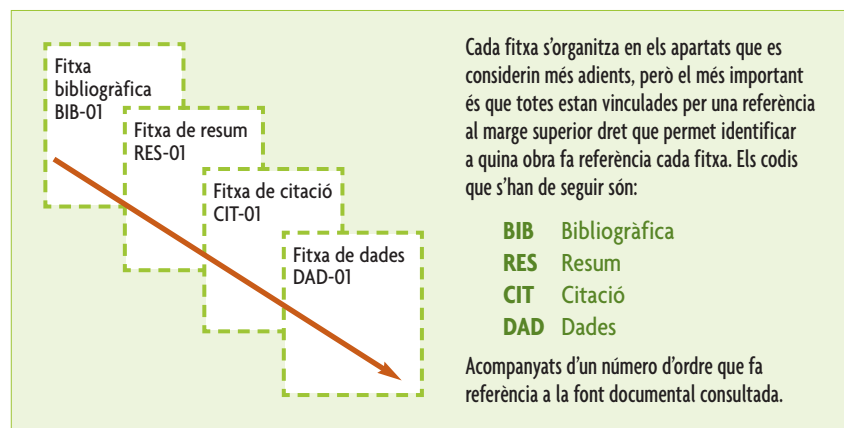 Fitxa
bibliogràfica
BIB-01
Fitxa de resum
RES-01
Fitxa de citació
CIT-01
Fitxa de dades
DAD-01
Cada fitxa s’organitza en els apartats que es
considerin més adients, però el més important
és que totes estan vinculades per una referència
al marge superior dret que permet identificar
a quina obra fa referència cada fitxa. Els codis
que s’han de seguir són:
BIB Bibliogràfica
RES Resum
CIT Citació
DAD Dades
Acompanyats d’un número d’ordre que fa
referència a la font documental consultada.